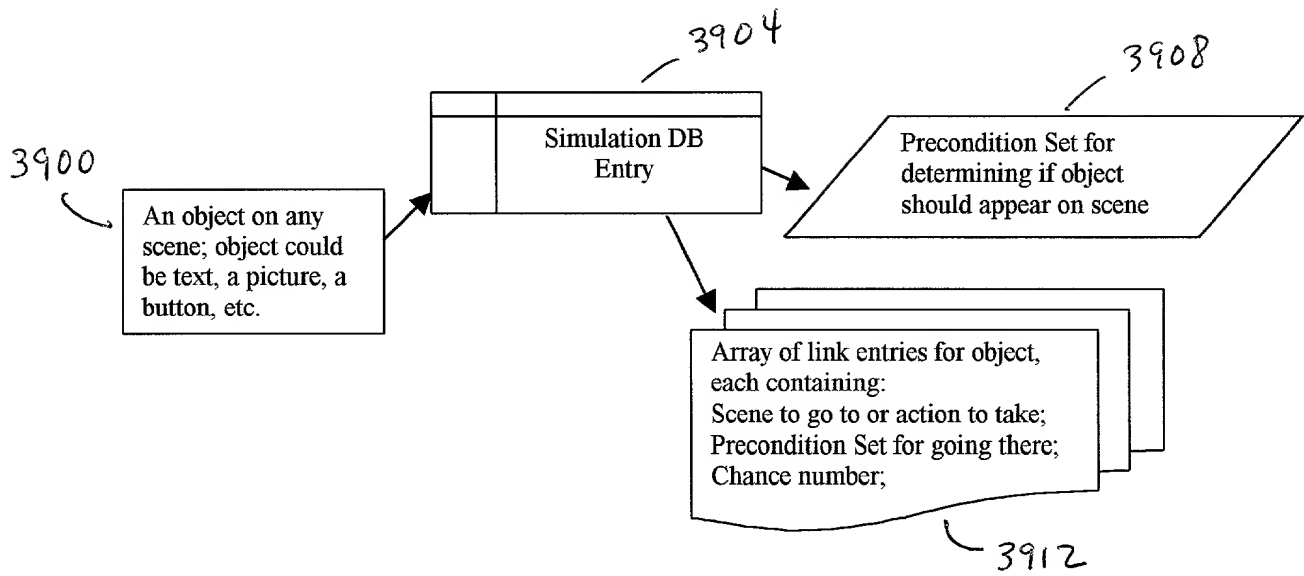 3904
3908
3900
Simulation DB
Entry
Precondition Set for
determining if object
should appear on scene
An object on any
scene; object could
be text, a picture, a
button, etc.
Array of link entries for object,
each containing:
Scene to go to or action to take;
Precondition Set for going there;
Chance number;
3912